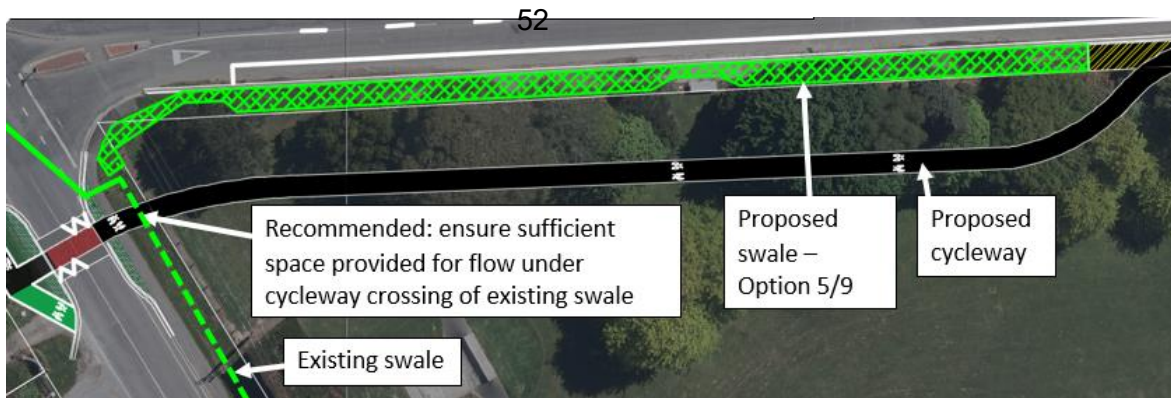 52
Recommended: ensure sufficient
space provided for flow under
cycleway crossing of existing swale
Proposed
swale –
Option 5/9
Proposed
cycleway
Existing swale